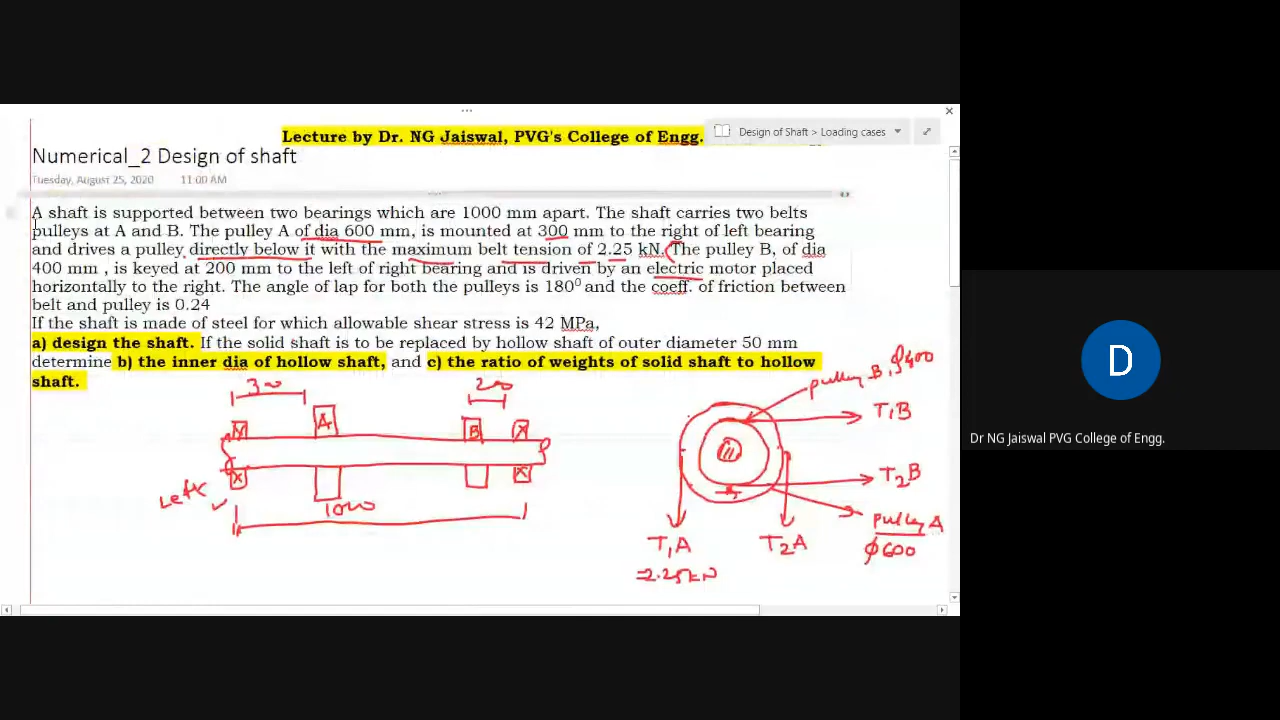 Lecture by Dr. NG Jaiswal, PVG's College of Engg.
Design of Shaft > Loading cases
Numerical_2 Design of shaft
Tuesday, August 25, 2020 11:00 AM
A shaft is supported between two bearings which are 1000 mm apart. The shaft carries two belts
pulleys at A and B. The pulley A of dia 600 mm, is mounted at 300 mm to the right of left bearing
and drives a pulley directly below it with the maximum belt tension of 2.25 kN. The pulley B, of dia
400 mm , is keyed at 200 mm to the left of right bearing and is driven by an electric motor placed
horizontally to the right. The angle of lap for both the pulleys is 180⁰ and the coeff. of friction between
belt and pulley is 0.24
If the shaft is made of steel for which allowable shear stress is 42 MPa,
a) design the shaft. If the solid shaft is to be replaced by hollow shaft of outer diameter 50 mm
determine b) the inner dia of hollow shaft, and c) the ratio of weights of solid shaft to hollow
shaft.
300
200
pulley B, ϕ400
A
B
T₁B
T₂B
Left
1000
pulley A
ϕ600
T₁A
T₂A
=2.25kN
D
Dr NG Jaiswal PVG College of Engg.